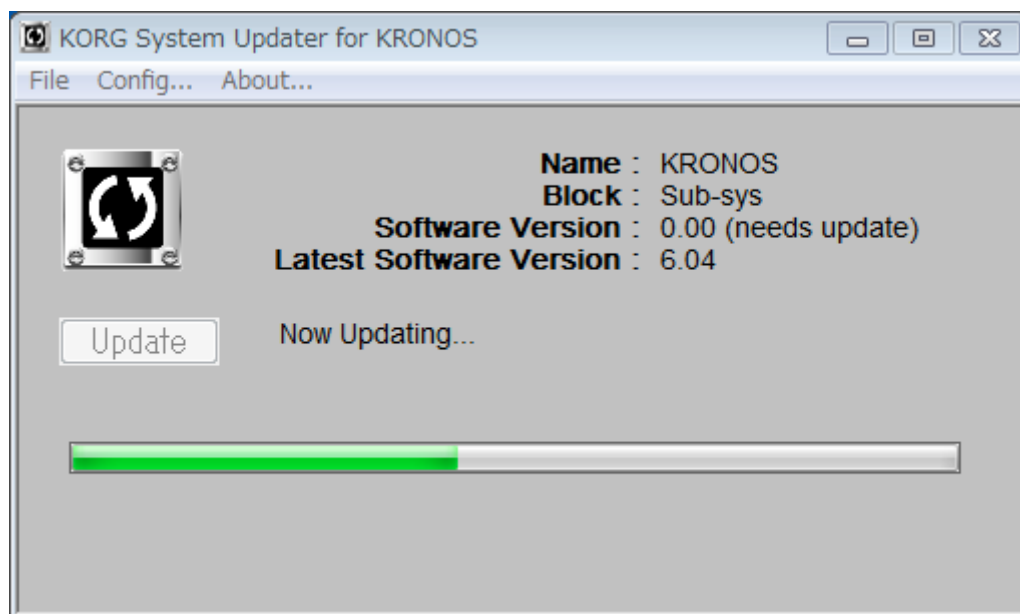 KORG System Updater for KRONOS
File Config... About...
Name : KRONOS
Block : Sub-sys
Software Version : 0.00 (needs update)
Latest Software Version : 6.04
Update Now Updating...